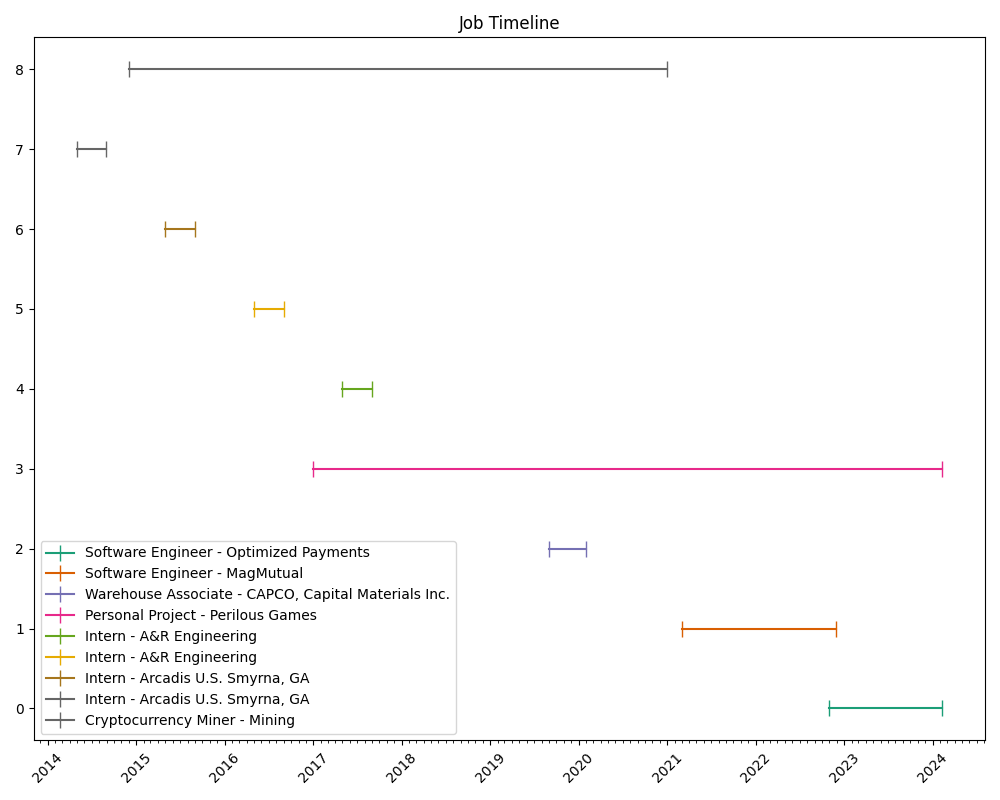 Job Timeline
8
7
6
5
4
3
2
1
0
Software Engineer - Optimized Payments
Software Engineer - MagMutual
Warehouse Associate - CAPCO, Capital Materials Inc.
Personal Project - Perilous Games
Intern - A&R Engineering
Intern - A&R Engineering
Intern - Arcadis U.S. Smyrna, GA
Intern - Arcadis U.S. Smyrna, GA
Cryptocurrency Miner - Mining
2014 2015 2016 2017 2018 2019 2020 2021 2022 2023 2024